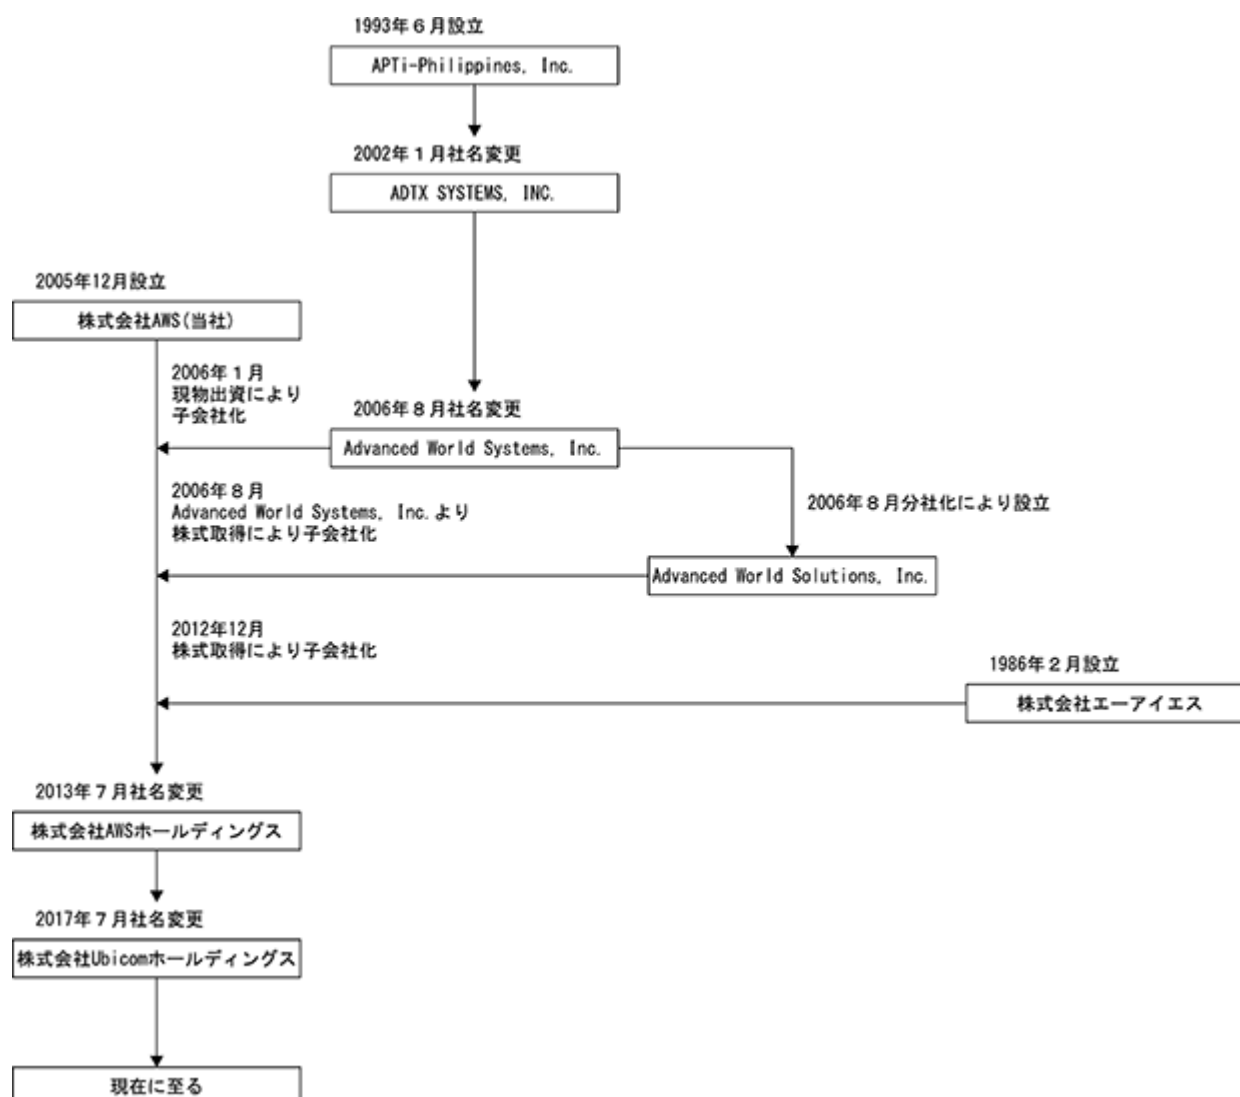 1993年６月設立
APTi-Philippines, Inc.
2002年１月社名変更
ADTX SYSTEMS, INC.
2005年12月設立
株式会社AWS(当社)
2006年１月
現物出資により
子会社化
2006年８月社名変更
Advanced World Systems, Inc.
2006年８月
Advanced World Systems, Inc.より
株式取得により子会社化
2006年８月分社化により設立
Advanced World Solutions, Inc.
2012年12月
株式取得により子会社化
1986年２月設立
株式会社エーアイエス
2013年７月社名変更
株式会社AWSホールディングス
2017年７月社名変更
株式会社Ubicomホールディングス
現在に至る